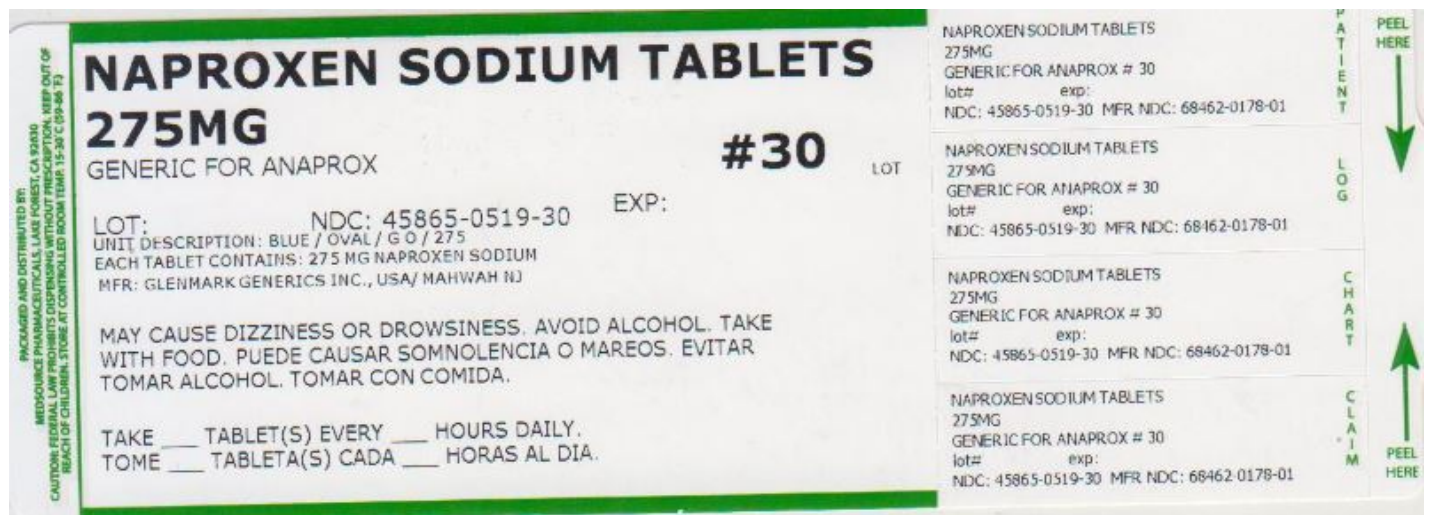 PACKAGED AND DISTRIBUTED BY:
MEDSOURCE PHARMACEUTICALS, LAKE FOREST, CA 92630
CAUTION: FEDERAL LAW PROHIBITS DISPENSING WITHOUT PRESCRIPTION. KEEP OUT OF
REACH OF CHILDREN. STORE AT CONTROLLED ROOM TEMP. 15-30°C (59-86°F.)
NAPROXEN SODIUM TABLETS
275MG
GENERIC FOR ANAPROX
#30
LOT
LOT: NDC: 45865-0519-30 EXP:
UNIT DESCRIPTION: BLUE / OVAL / G 0 / 275
EACH TABLET CONTAINS: 275 MG NAPROXEN SODIUM
MFR: GLENMARK GENERICS INC., USA/ MAHWAH NJ
MAY CAUSE DIZZINESS OR DROWSINESS. AVOID ALCOHOL. TAKE
WITH FOOD. PUEDE CAUSAR SOMNOLENCIA O MAREOS. EVITAR
TOMAR ALCOHOL. TOMAR CON COMIDA.
TAKE ___ TABLET(S) EVERY ___ HOURS DAILY.
TOME ___ TABLETA(S) CADA ___ HORAS AL DIA.
NAPROXEN SODIUM TABLETS
275MG
GENERIC FOR ANAPROX # 30
lot# exp:
NDC: 45865-0519-30 MFR NDC: 68462-0178-01
PATIENT
NAPROXEN SODIUM TABLETS
275MG
GENERIC FOR ANAPROX # 30
lot# exp:
NDC: 45865-0519-30 MFR NDC: 68462-0178-01
LOG
NAPROXEN SODIUM TABLETS
275MG
GENERIC FOR ANAPROX # 30
lot# exp:
NDC: 45865-0519-30 MFR NDC: 68462-0178-01
CHART
NAPROXEN SODIUM TABLETS
275MG
GENERIC FOR ANAPROX # 30
lot# exp:
NDC: 45865-0519-30 MFR NDC: 68462-0178-01
CLAIM
PEEL
HERE
PEEL
HERE